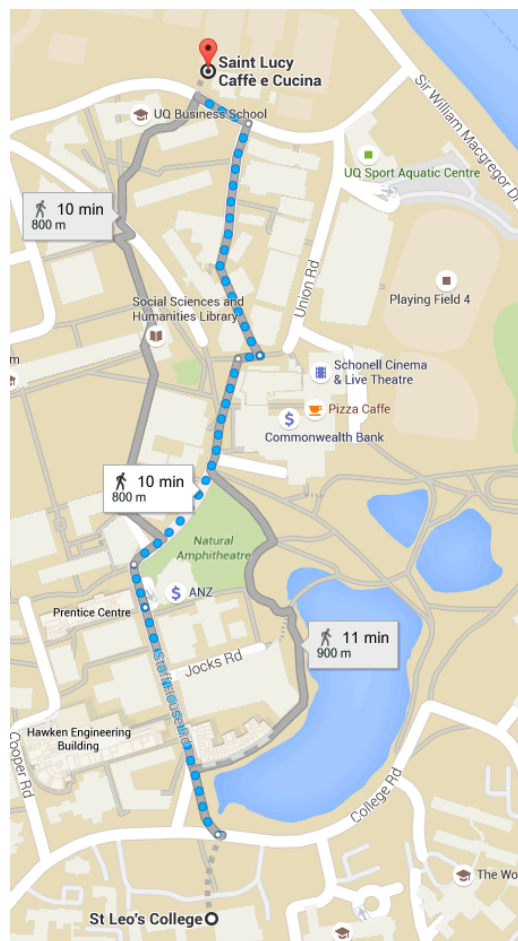 Saint Lucy
Caffè e Cucina
UQ Business School
Sir William Macgregor Dr
UQ Sport Aquatic Centre
10 min
800 m
Union Rd
Playing Field 4
Social Sciences and
Humanities Library
m
Schonell Cinema
& Live Theatre
Pizza Caffe
Commonwealth Bank
10 min
800 m
Natural
Amphitheatre
ANZ
Prentice Centre
11 min
900 m
Jocks Rd
Staff House Rd
Hawken Engineering
Building
Cooper Rd
College Rd
The Wo
St Leo's College